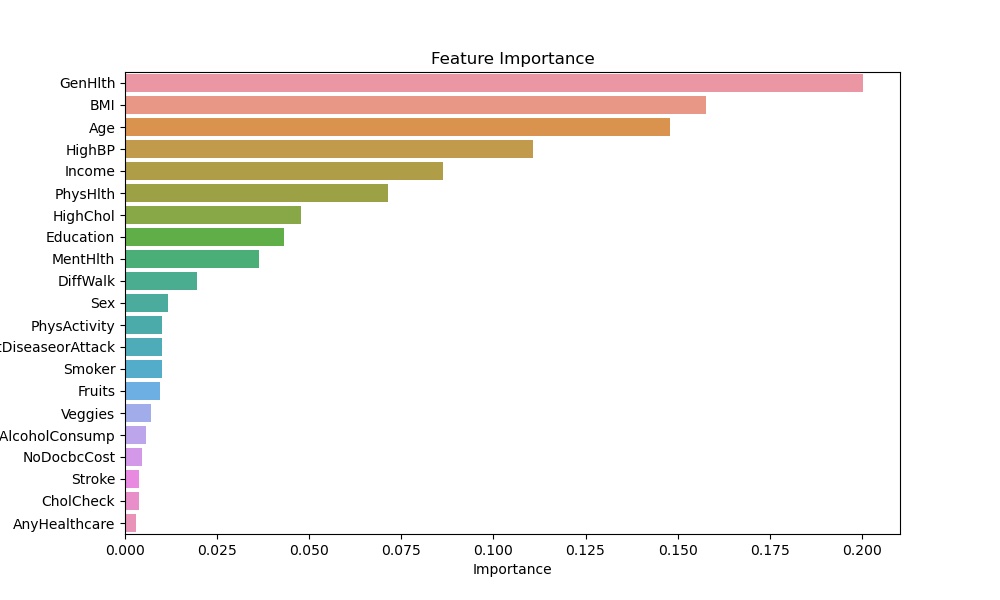 Feature Importance
GenHlth
BMI
Age
HighBP
Income
PhysHlth
HighChol
Education
MentHlth
DiffWalk
Sex
PhysActivity
tDiseaseorAttack
Smoker
Fruits
Veggies
AlcoholConsump
NoDocbcCost
Stroke
CholCheck
AnyHealthcare
0.000 0.025 0.050 0.075 0.100 0.125 0.150 0.175 0.200
Importance